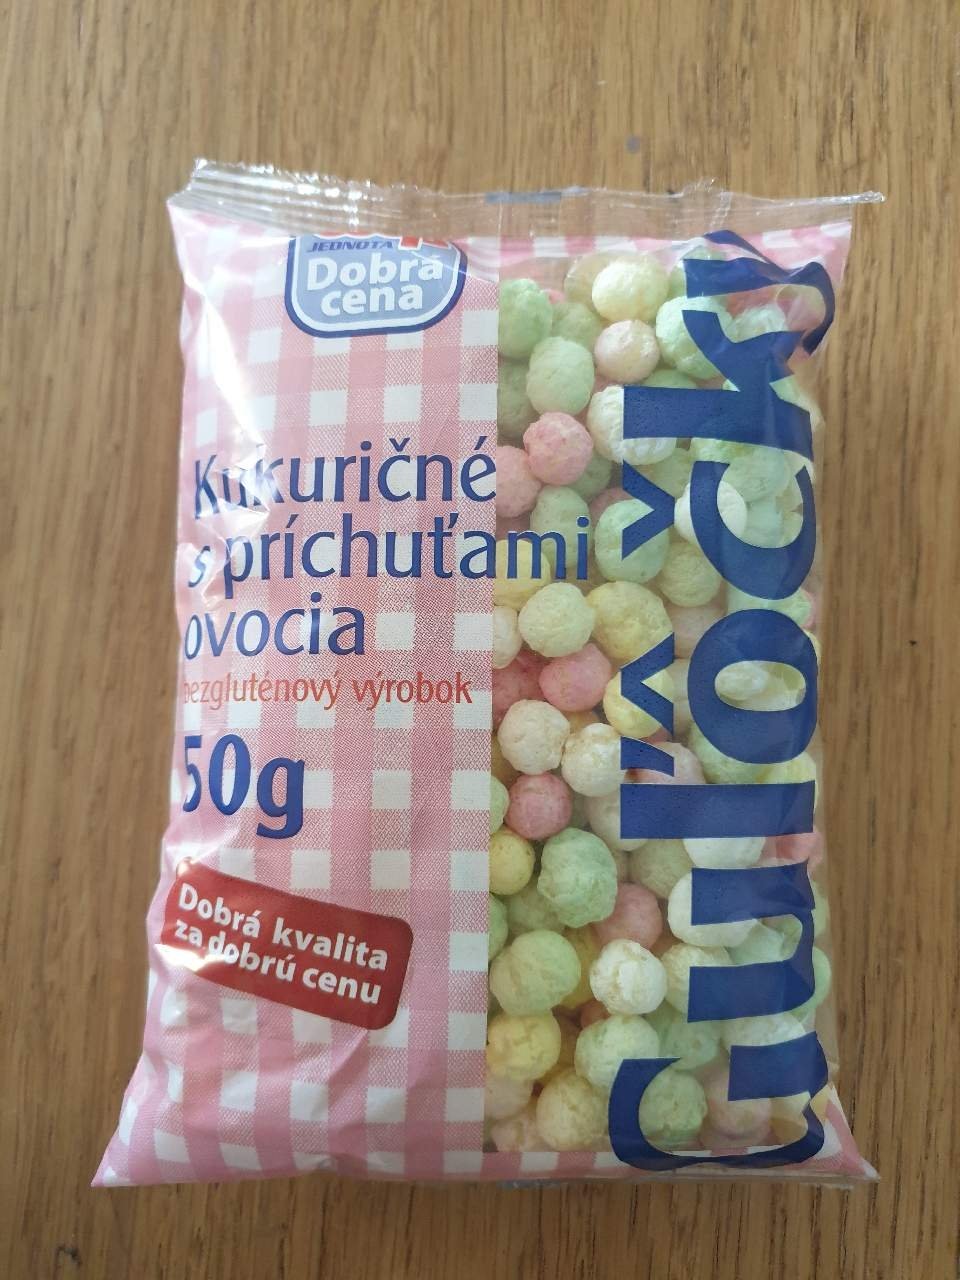 JEDNOTA
Dobrá
cena
Kukuričné
s príchuťami
ovocia
bezgluténový výrobok
50g
Dobrá kvalita
za dobrú cenu
Guľôčky